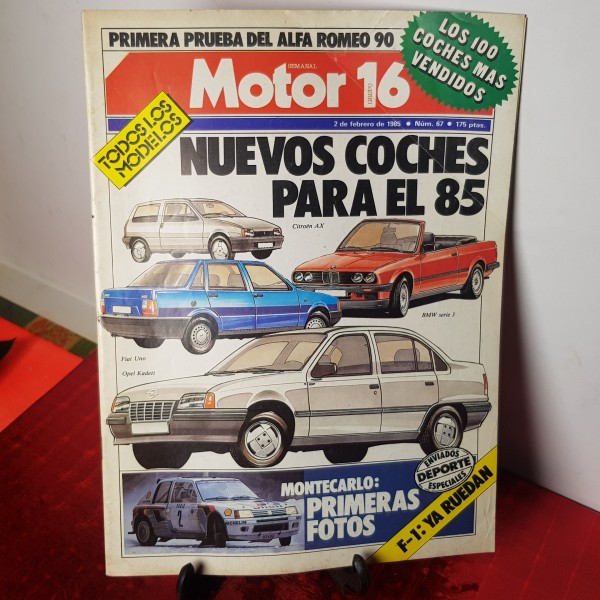 PRIMERA PRUEBA DEL ALFA ROMEO 90
LOS 100
COCHES MAS
VENDIDOS
SEMANAL
Motor 16
GRUPO
2 de febrero de 1985 • Núm. 67 • 175 ptas.
TODOS LOS
MODELOS
NUEVOS COCHES
PARA EL 85
Citroën AX
BMW serie 3
Fiat Uno
Opel Kadett
MONTECARLO:
PRIMERAS
FOTOS
2
MICHELIN
ENVIADOS
DEPORTE
ESPECIALES
F-1: YA RUEDAN